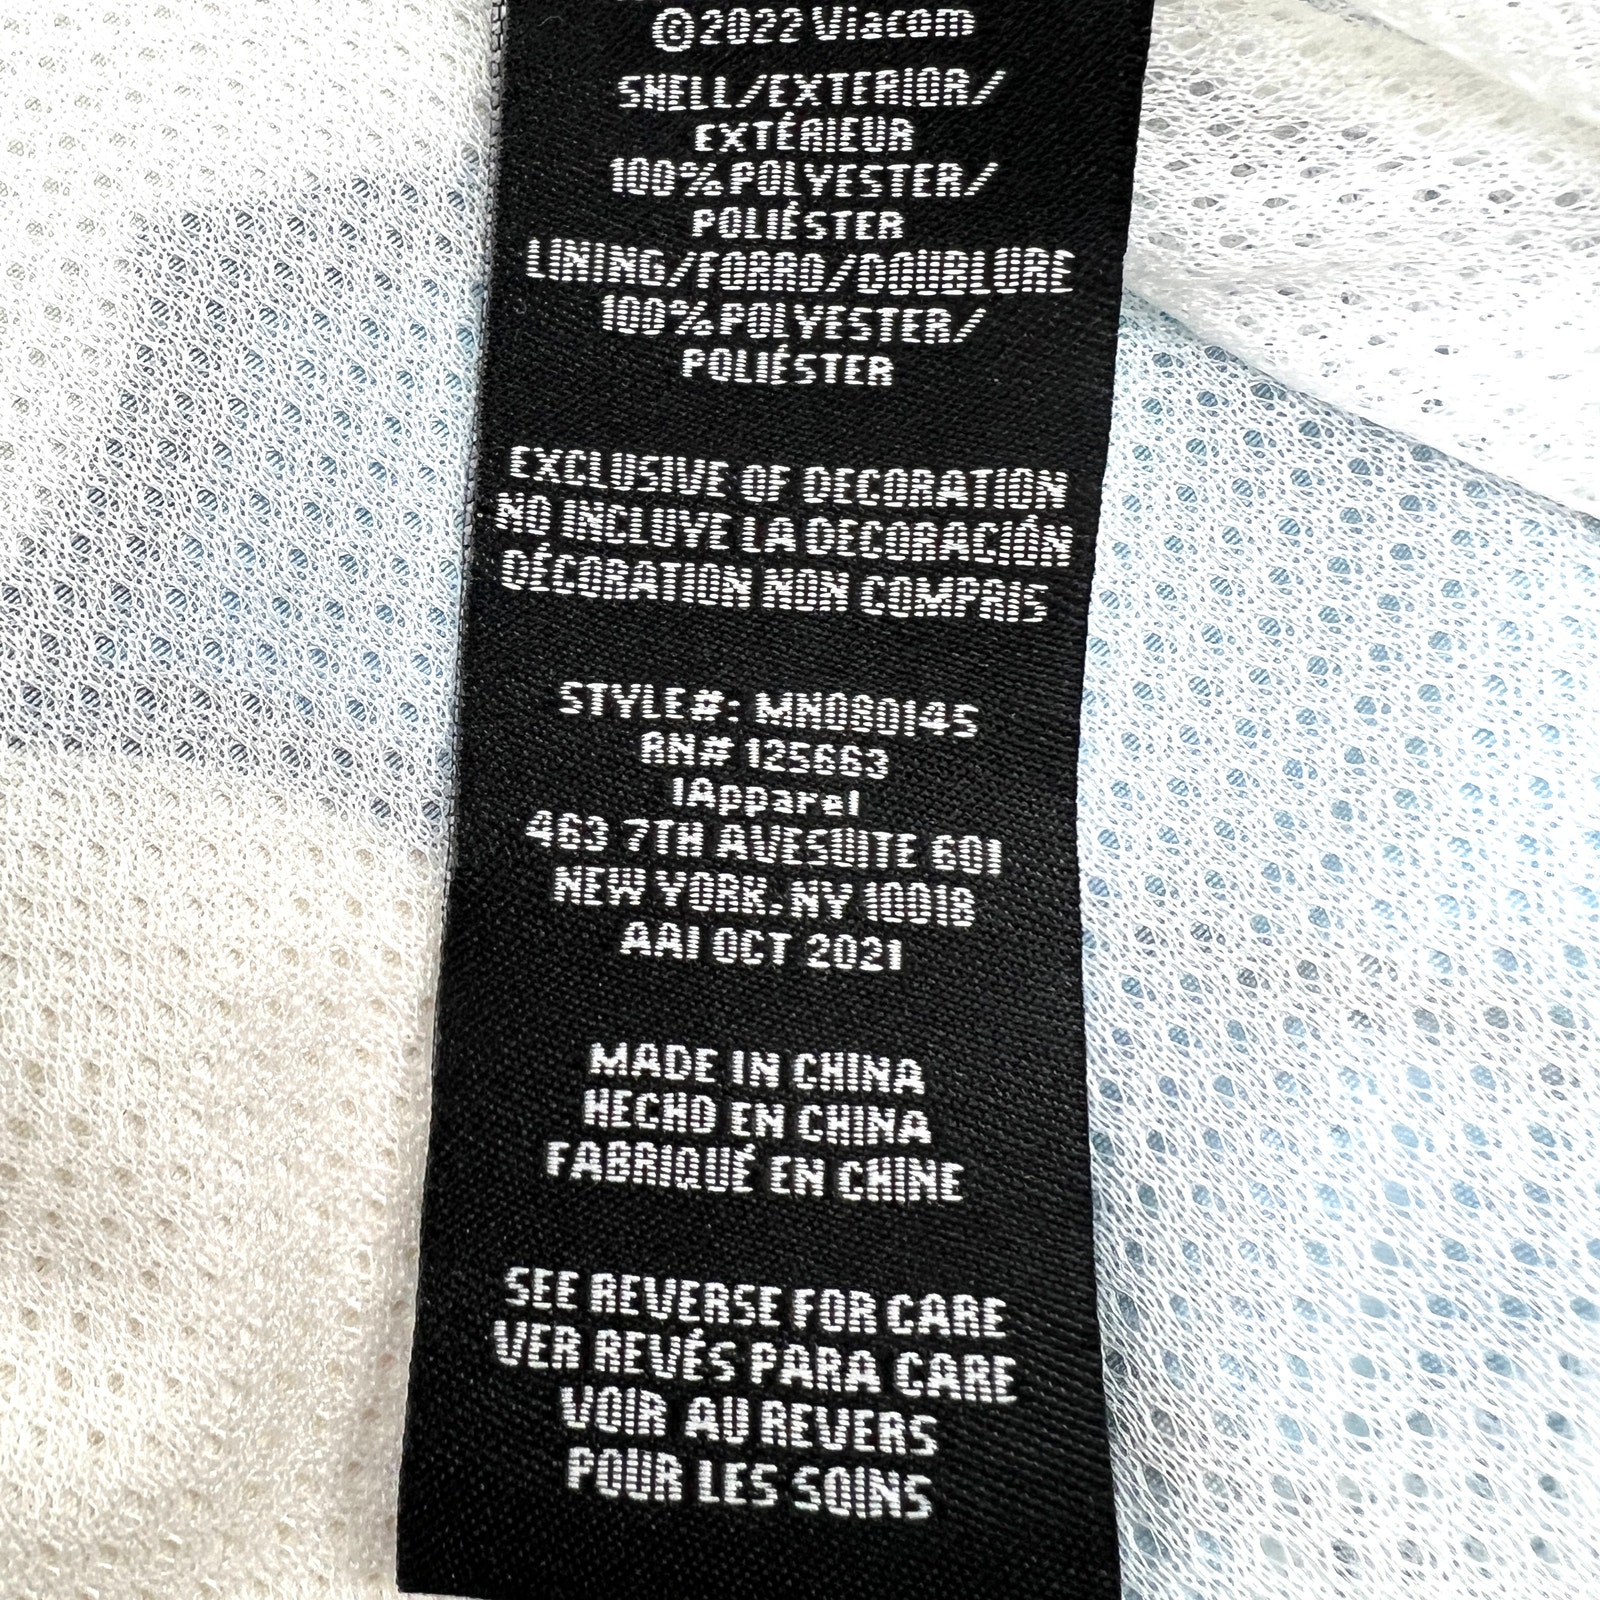 ©2022 Viacom
SHELL/EXTERIOR/
EXTÉRIEUR
100% POLYESTER/
POLIÉSTER
LINING/FORRO/DOUBLURE
100% POLYESTER/
POLIÉSTER
EXCLUSIVE OF DECORATION
NO INCLUYE LA DECORACIÓN
DÉCORATION NON COMPRIS
STYLE#: MN080145
RN# 125663
IApparel
463 7TH AVESUITE 601
NEW YORK, NY 10018
AA1 OCT 2021
MADE IN CHINA
HECHO EN CHINA
FABRIQUÉ EN CHINE
SEE REVERSE FOR CARE
VER REVÉS PARA CARE
VOIR AU REVERS
POUR LES SOINS